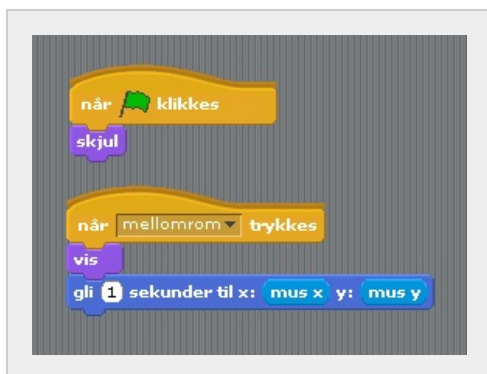 når klikkes
skjul
når mellomrom trykkes
vis
gli 1 sekunder til x: mus x y: mus y